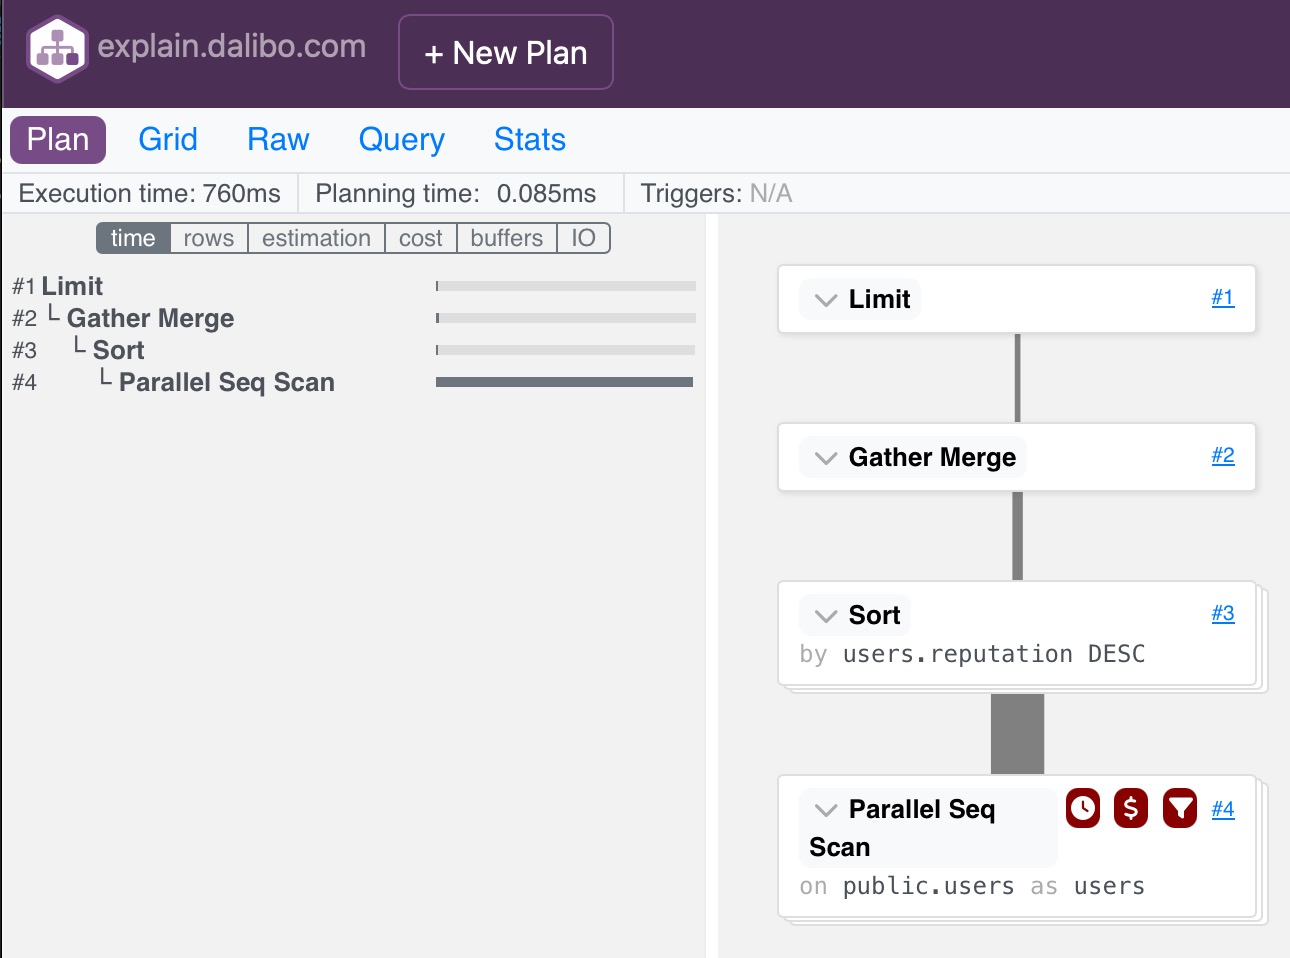 explain.dalibo.com
+ New Plan
Plan Grid Raw Query Stats
Execution time: 760ms Planning time: 0.085ms Triggers: N/A
time rows estimation cost buffers IO
#1 Limit
#2 └ Gather Merge
#3 └ Sort
#4 └ Parallel Seq Scan
Limit #1
Gather Merge #2
Sort #3
by users.reputation DESC
Parallel Seq $ #4
Scan
on public.users as users